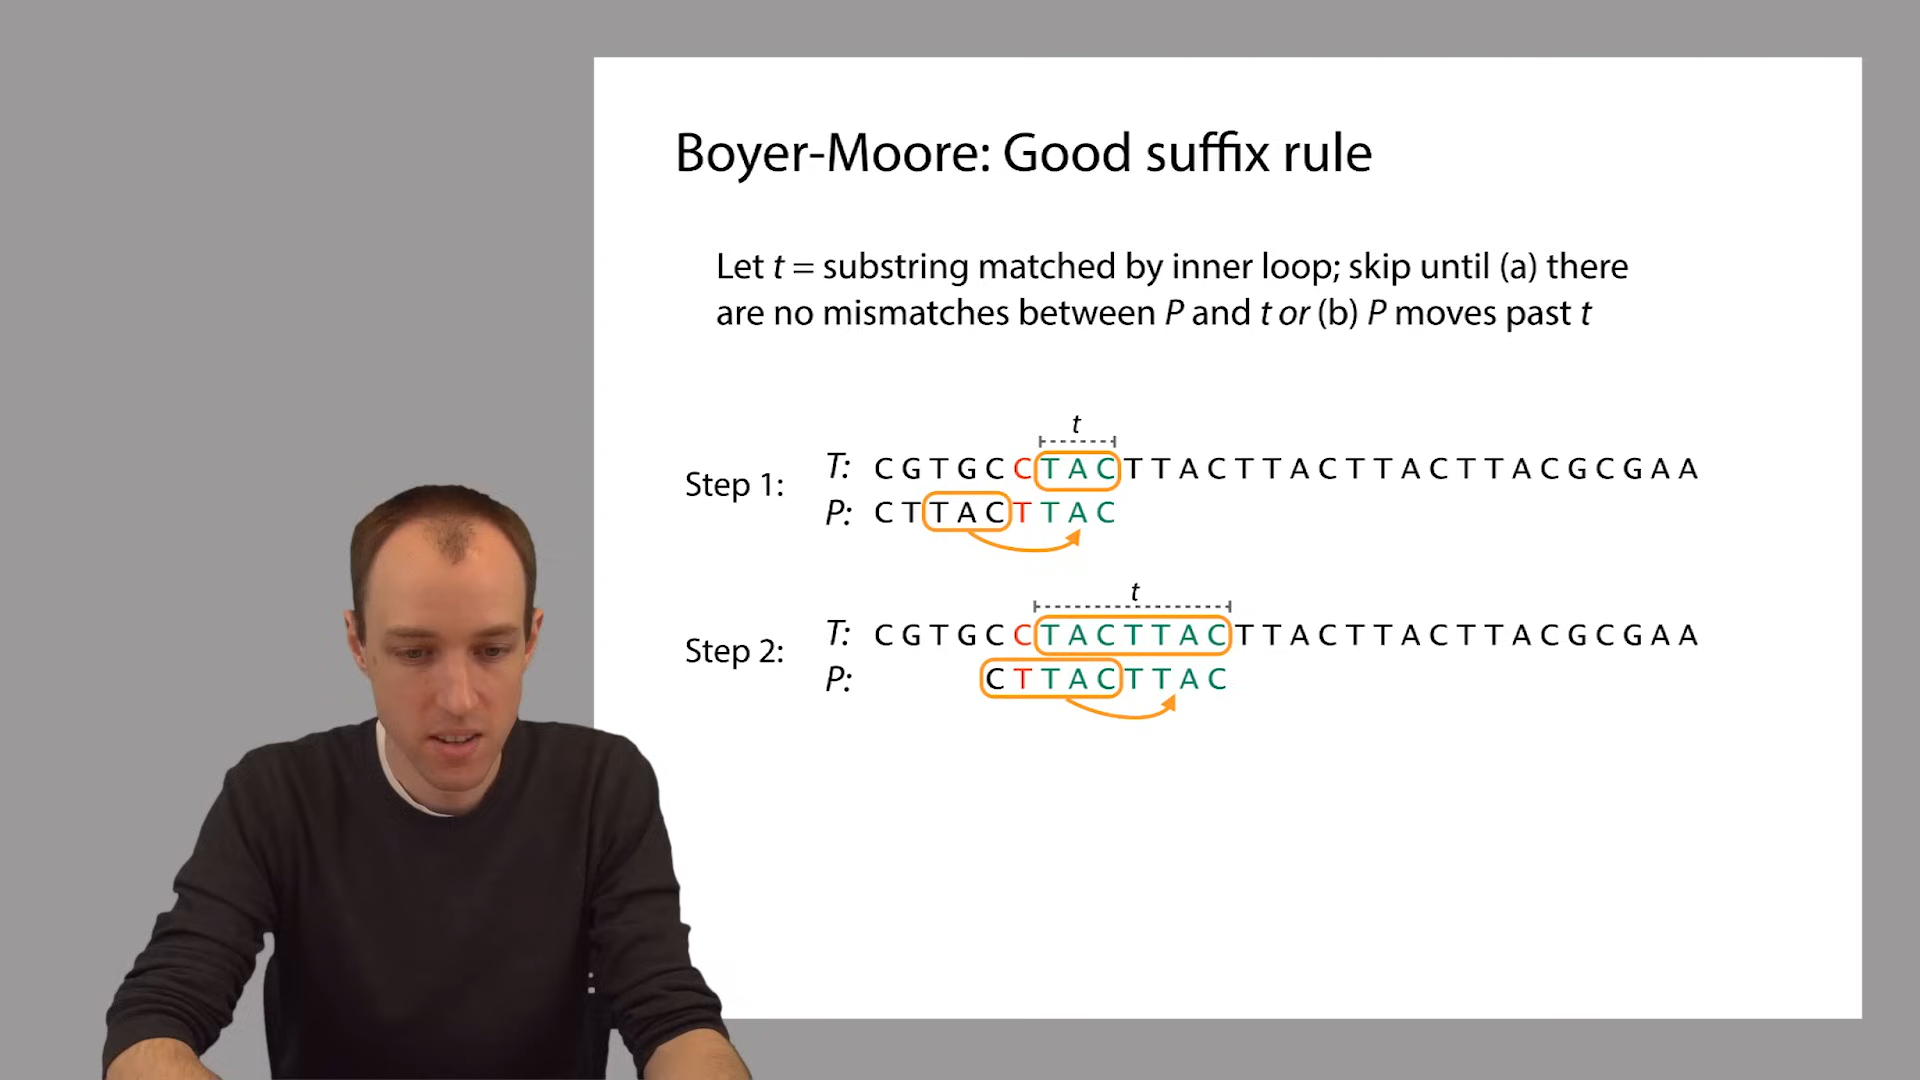 Boyer-Moore: Good suffix rule
Let t = substring matched by inner loop; skip until (a) there
are no mismatches between P and t or (b) P moves past t
t
Step 1:
T: C G T G C C T A C T T A C T T A C T T A C T T A C G C G A A
P: C T T A C T T A C
t
Step 2:
T: C G T G C C T A C T T A C T T A C T T A C T T A C G C G A A
P: C T T A C T T A C